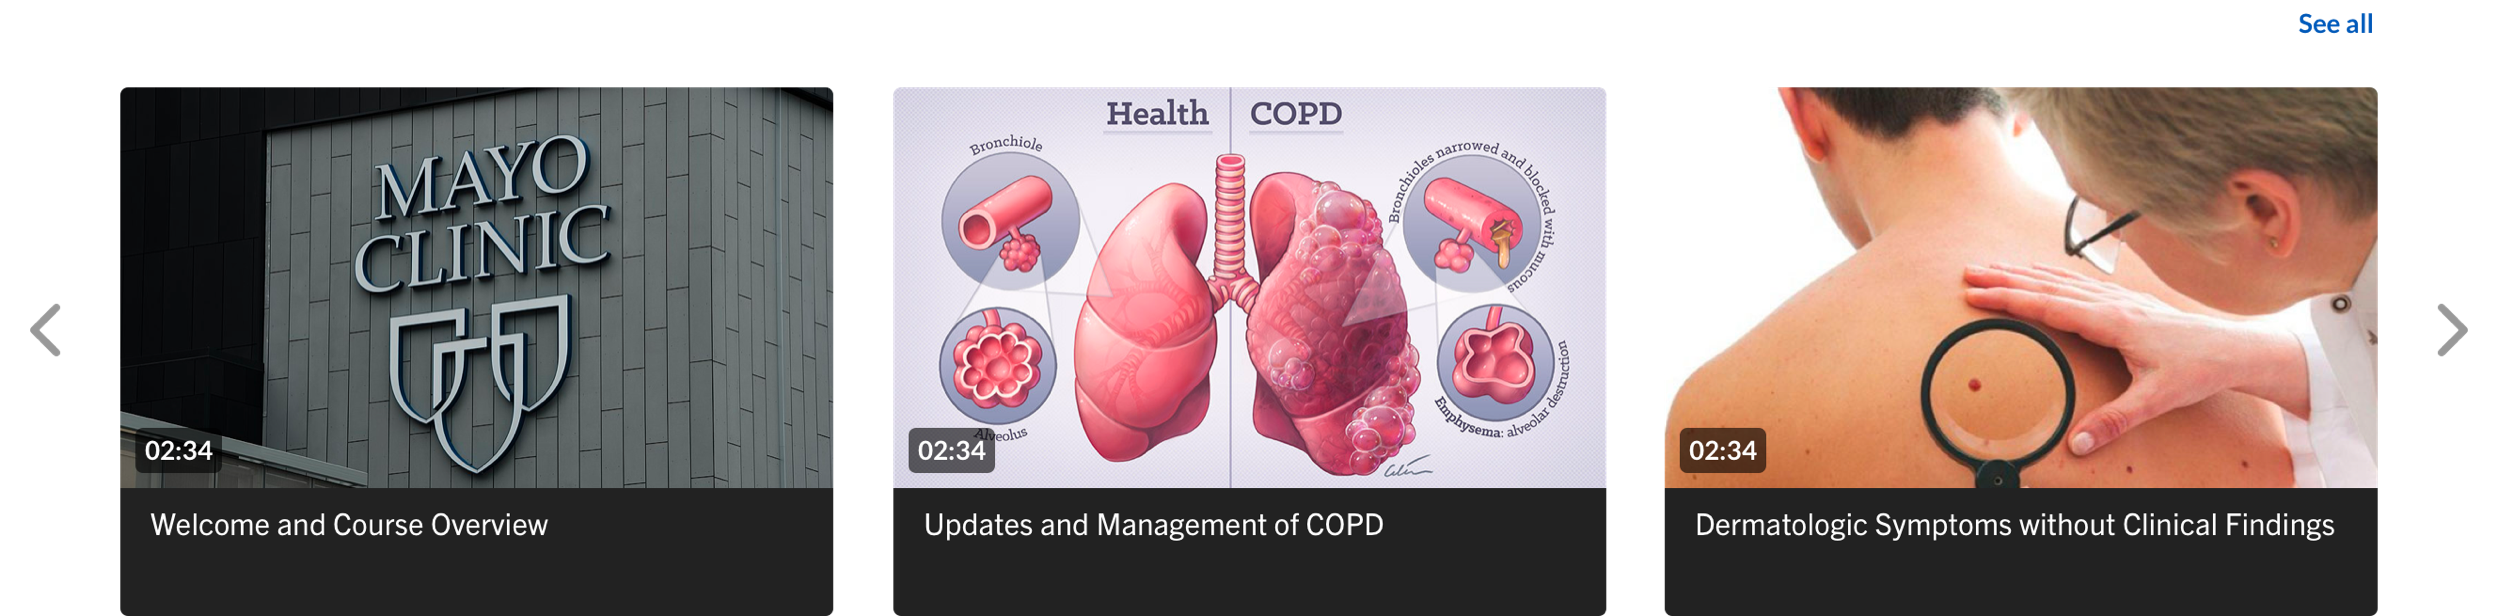 See all
MAYO
CLINIC
02:34
Welcome and Course Overview
Health
COPD
Bronchiole
Bronchioles narrowed and blocked with mucous
Alveolus
Emphysema: alveolar destruction
02:34
Updates and Management of COPD
02:34
Dermatologic Symptoms without Clinical Findings